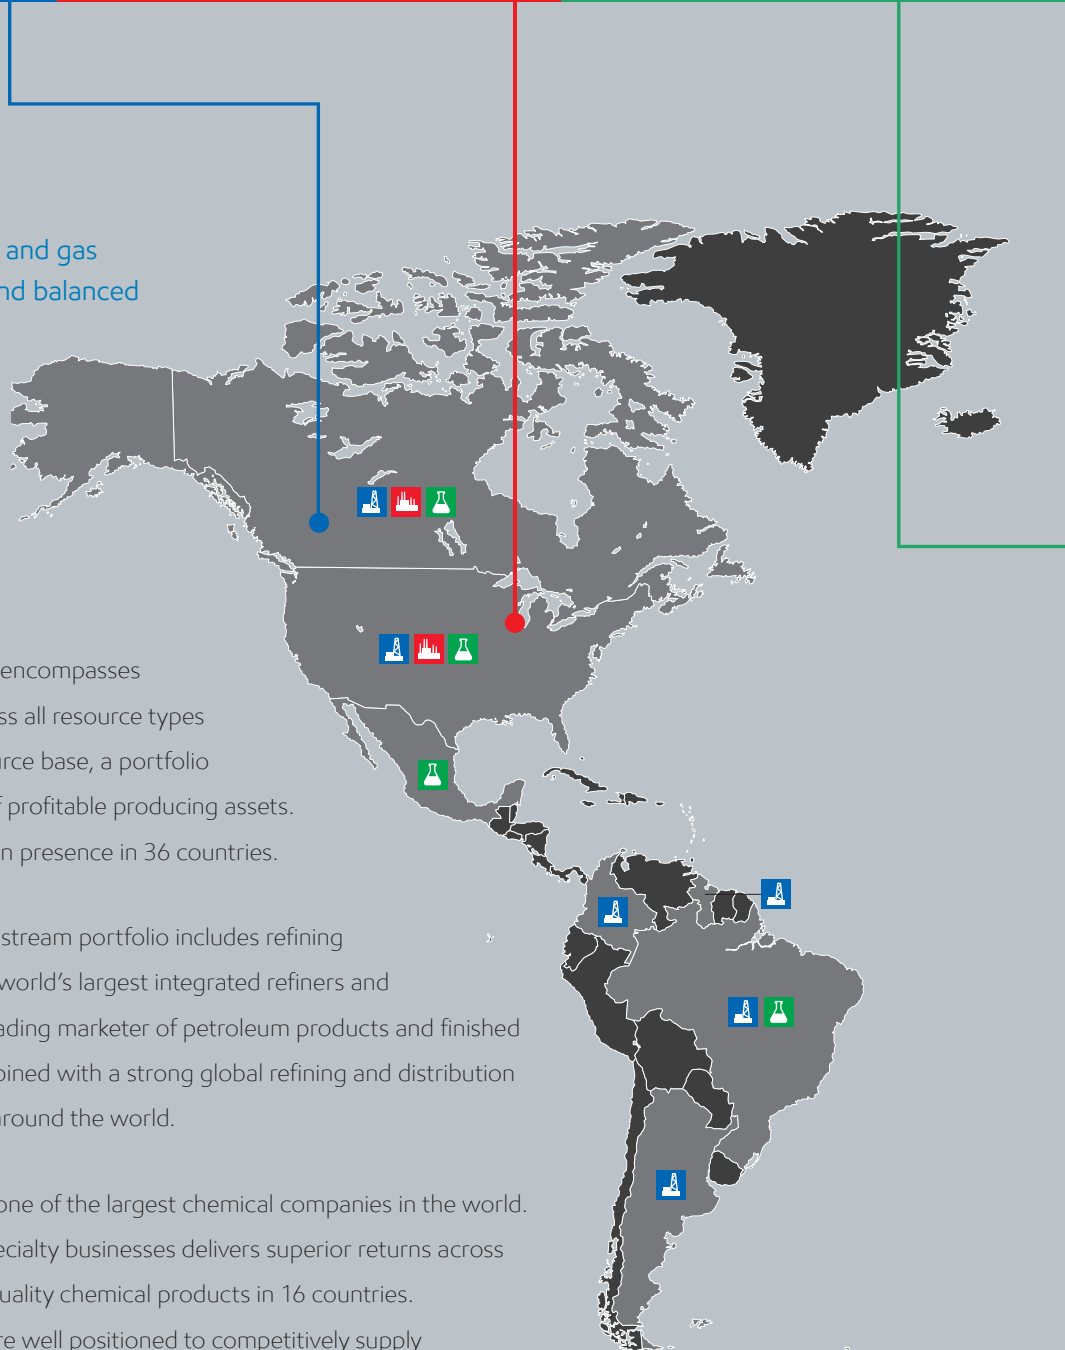 and gas
nd balanced
encompasses
ss all resource types
urce base, a portfolio
f profitable producing assets.
n presence in 36 countries.
stream portfolio includes refining
world’s largest integrated refiners and
ading marketer of petroleum products and finished
bined with a strong global refining and distribution
around the world.
one of the largest chemical companies in the world.
ecialty businesses delivers superior returns across
uality chemical products in 16 countries.
re well positioned to competitively supply